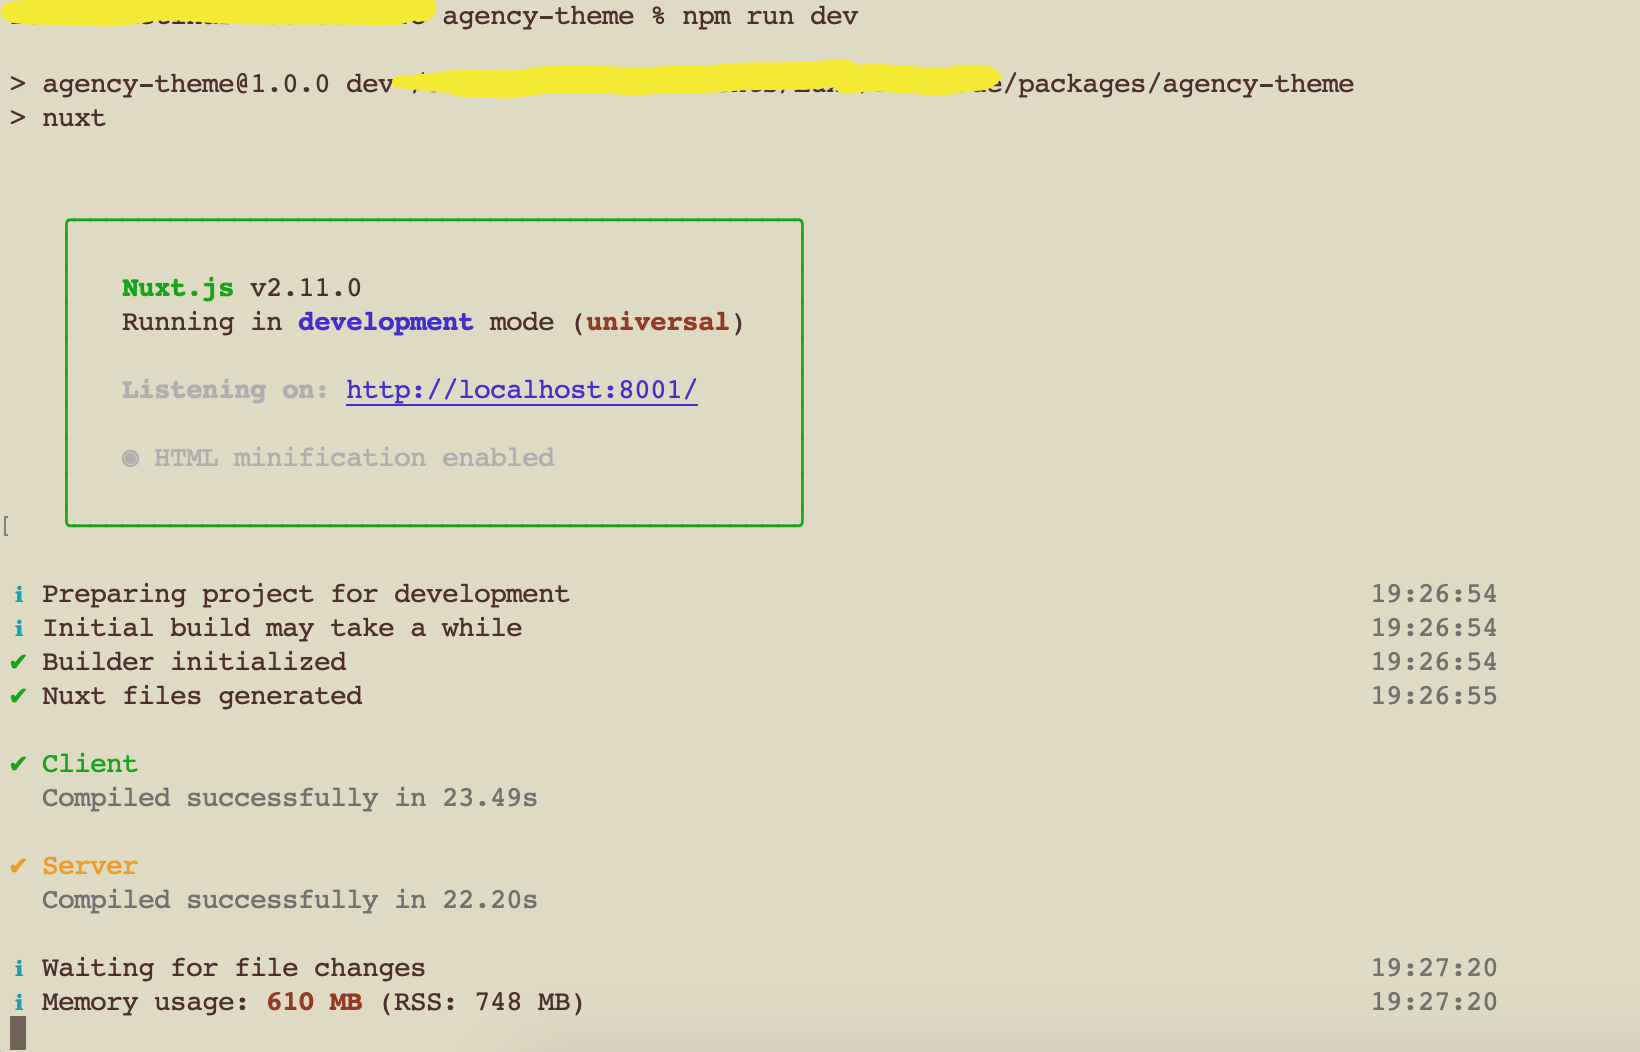 agency-theme % npm run dev
> agency-theme@1.0.0 dev /packages/agency-theme
> nuxt
Nuxt.js v2.11.0
Running in development mode (universal)
Listening on: http://localhost:8001/
◉ HTML minification enabled
[
ℹ Preparing project for development 19:26:54
ℹ Initial build may take a while 19:26:54
✔ Builder initialized 19:26:54
✔ Nuxt files generated 19:26:55
✔ Client
Compiled successfully in 23.49s
✔ Server
Compiled successfully in 22.20s
ℹ Waiting for file changes 19:27:20
ℹ Memory usage: 610 MB (RSS: 748 MB) 19:27:20